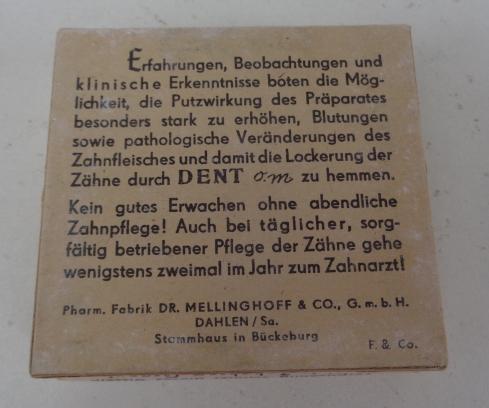 Erfahrungen, Beobachtungen und
klinische Erkenntnisse boten die Mög-
lichkeit, die Putzwirkung des Präparates
besonders stark zu erhöhen, Blutungen
sowie pathologische Veränderungen des
Zahnfleisches und damit die Lockerung der
Zähne durch DENT o.m zu hemmen.
Kein gutes Erwachen ohne abendliche
Zahnpflege! Auch bei täglicher, sorg-
fältig betriebener Pflege der Zähne gehe
wenigstens zweimal im Jahr zum Zahnarzt!
Pharm. Fabrik DR. MELLINGHOFF & CO., G. m. b. H.
DAHLEN / Sa.
Stammhaus in Bückeburg
F. & Co.